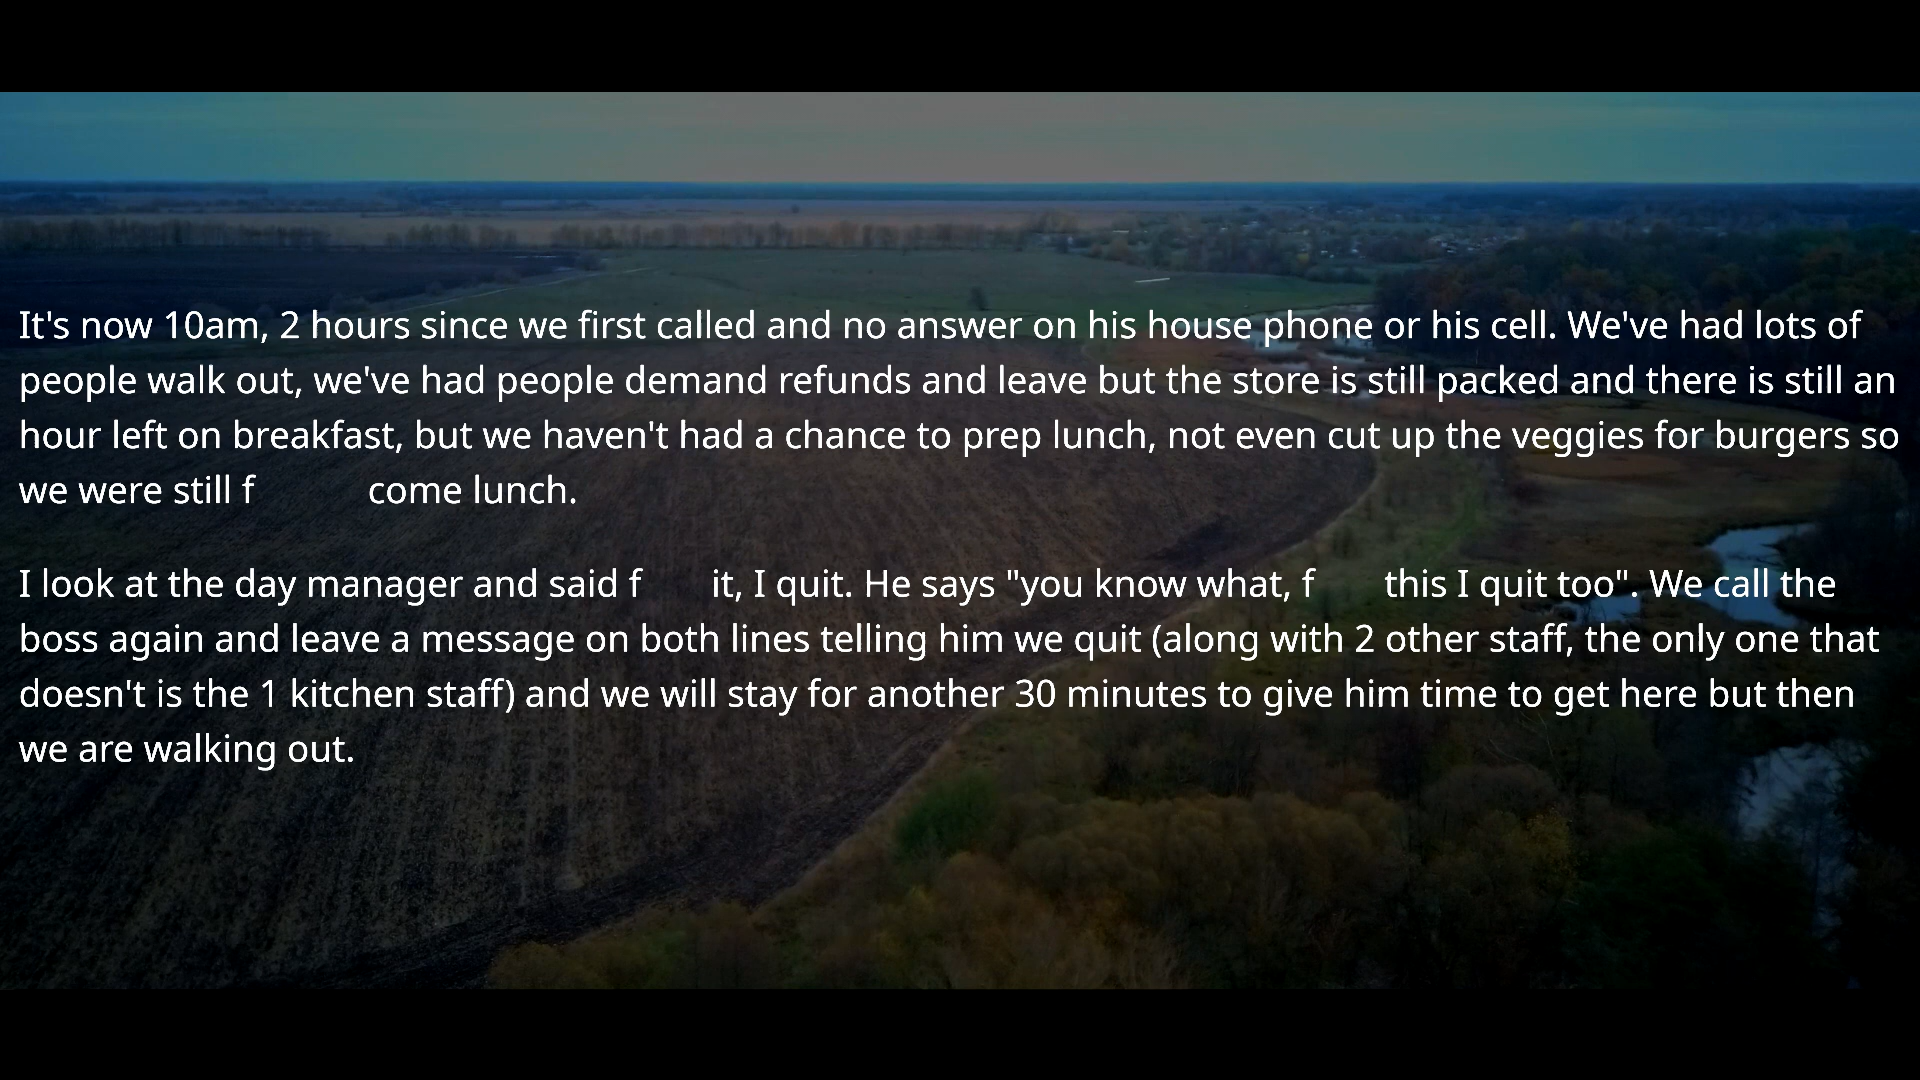 It's now 10am, 2 hours since we first called and no answer on his house phone or his cell. We've had lots of
people walk out, we've had people demand refunds and leave but the store is still packed and there is still an
hour left on breakfast, but we haven't had a chance to prep lunch, not even cut up the veggies for burgers so
we were still f come lunch.
I look at the day manager and said f it, I quit. He says "you know what, f this I quit too". We call the
boss again and leave a message on both lines telling him we quit (along with 2 other staff, the only one that
doesn't is the 1 kitchen staff) and we will stay for another 30 minutes to give him time to get here but then
we are walking out.